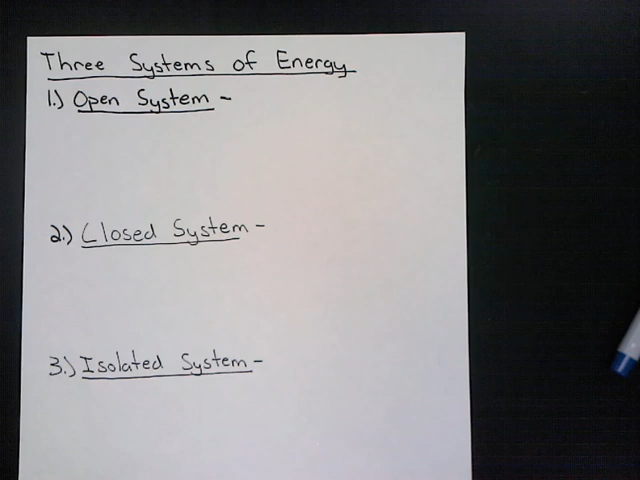 Three Systems of Energy
1.) Open System -
2.) Closed System -
3.) Isolated System -